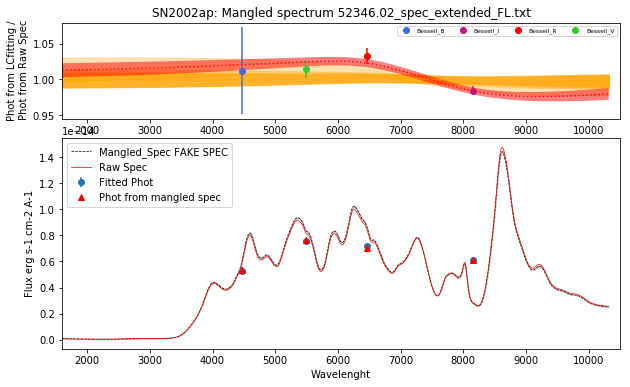 SN2002ap: Mangled spectrum 52346.02_spec_extended_FL.txt
Phot from LCfitting /
Phot from Raw Spec
1.05
1.00
0.95
Bessell_B
Bessell_I
Bessell_R
Bessell_V
2000 3000 4000 5000 6000 7000 8000 9000 10000
1e−14
Flux erg s-1 cm-2 A-1
1.4
1.2
1.0
0.8
0.6
0.4
0.2
0.0
Mangled_Spec FAKE SPEC
Raw Spec
Fitted Phot
Phot from mangled spec
2000 3000 4000 5000 6000 7000 8000 9000 10000
Wavelenght